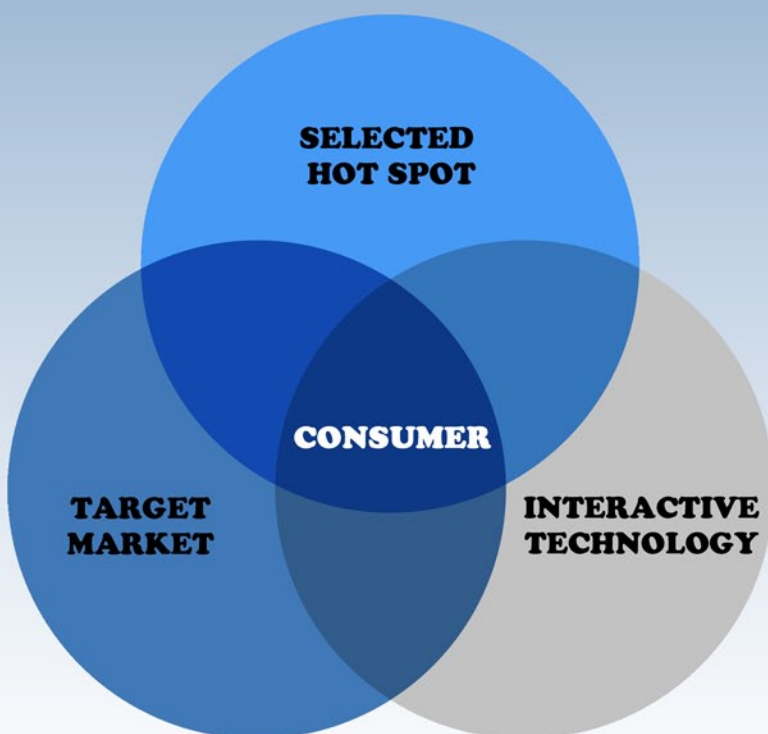 SELECTED
HOT SPOT
CONSUMER
TARGET
MARKET
INTERACTIVE
TECHNOLOGY